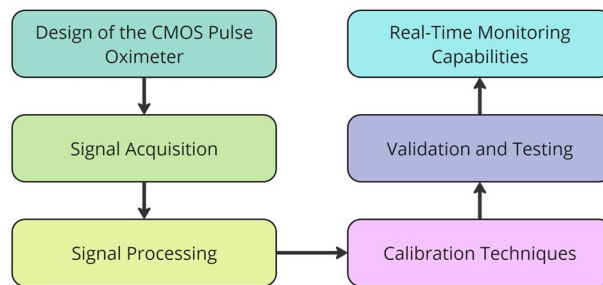 Design of the CMOS Pulse
Oximeter
Signal Acquisition
Signal Processing
Calibration Techniques
Validation and Testing
Real-Time Monitoring
Capabilities